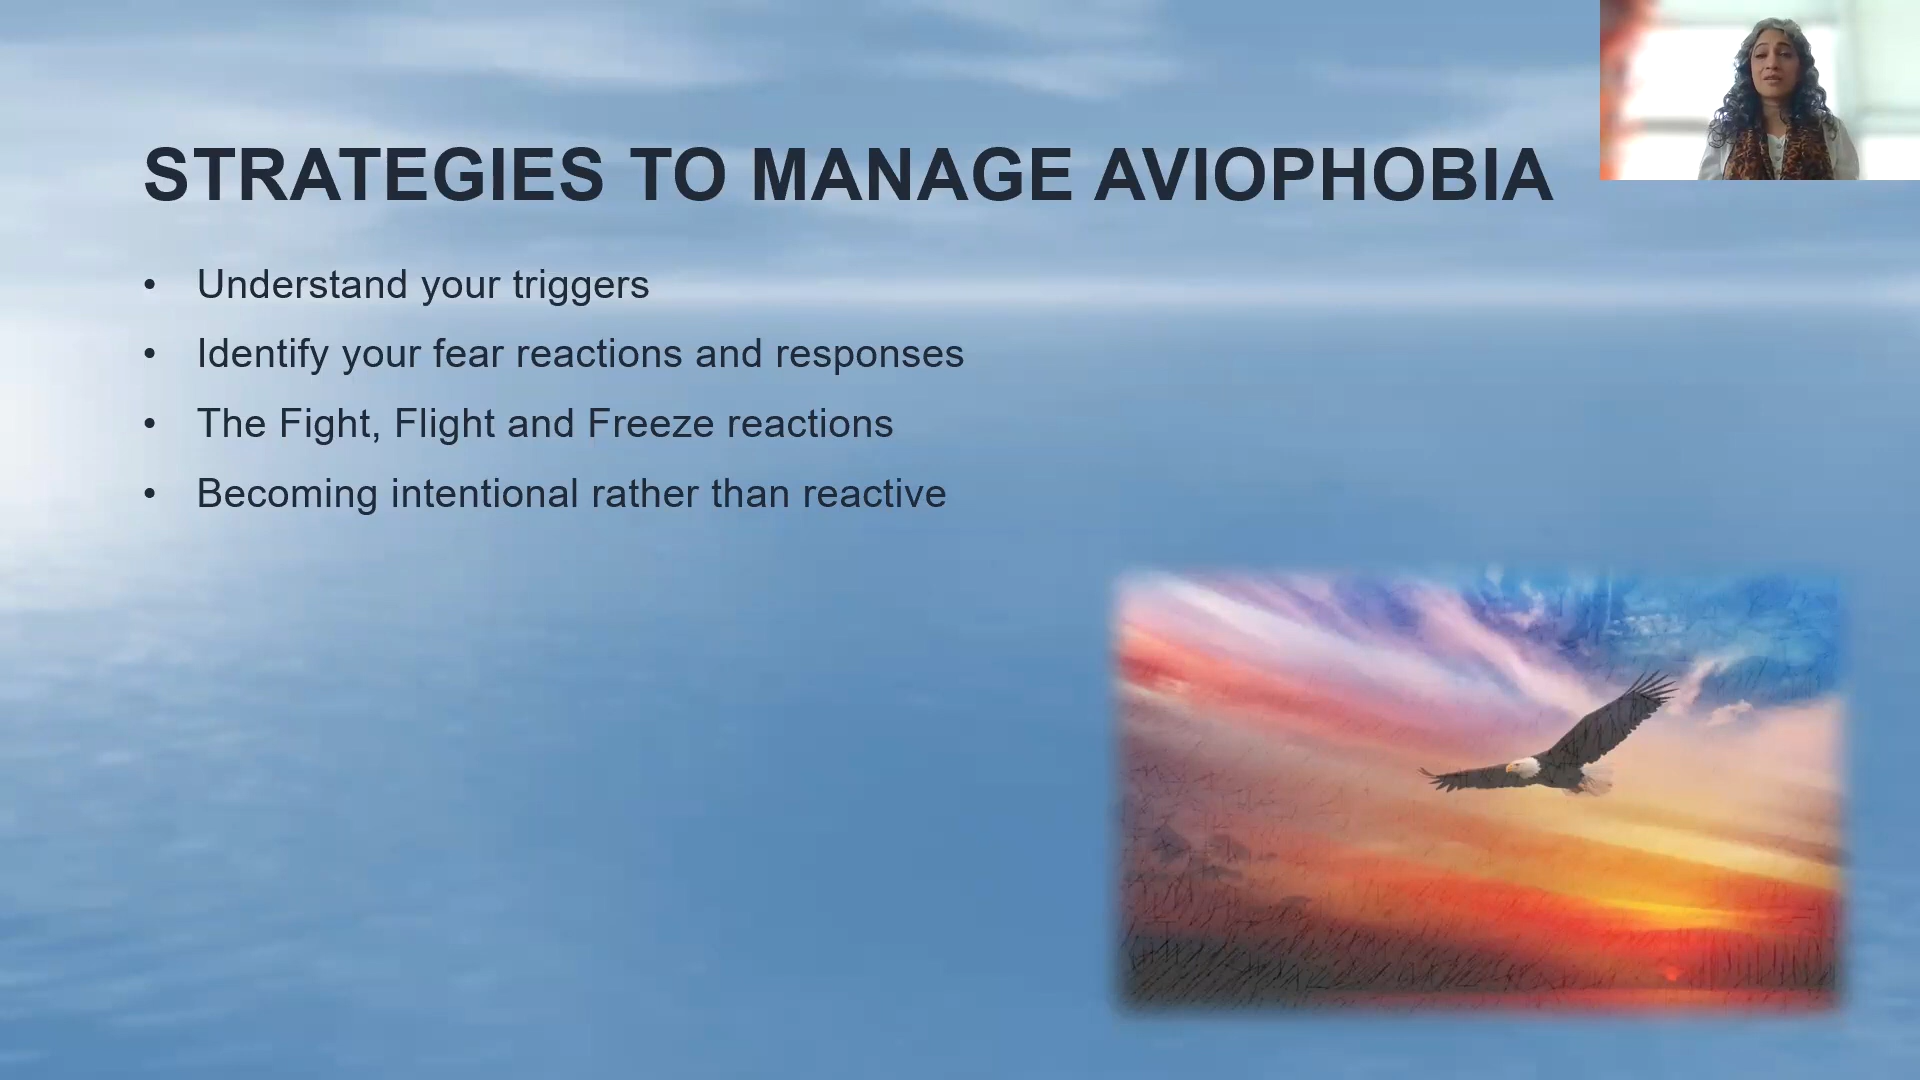 STRATEGIES TO MANAGE AVIOPHOBIA
• Understand your triggers
• Identify your fear reactions and responses
• The Fight, Flight and Freeze reactions
• Becoming intentional rather than reactive